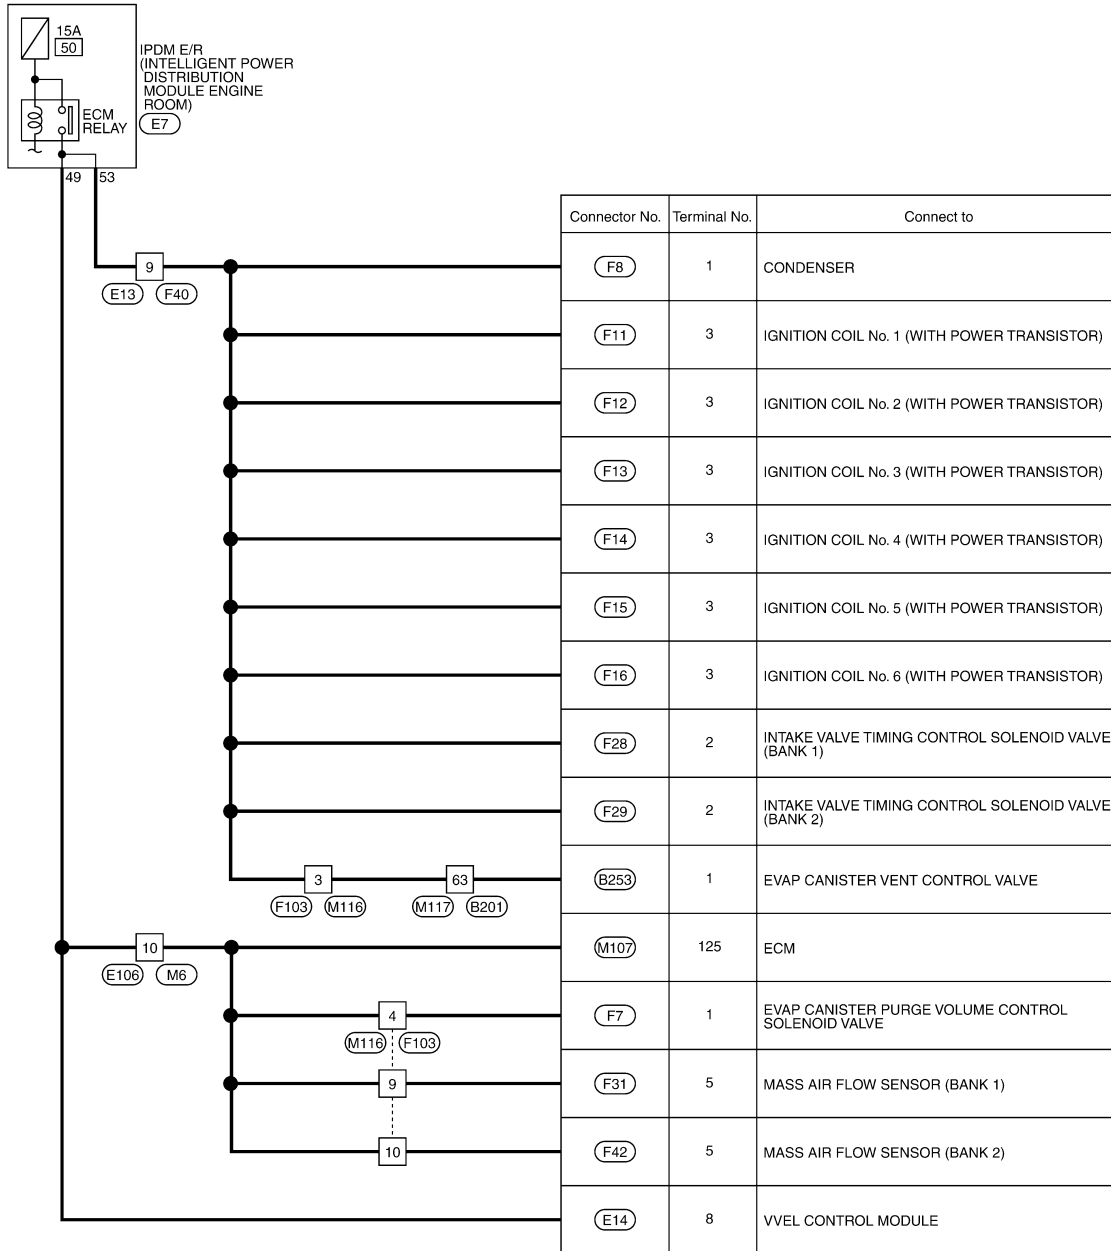 15A
50
IPDM E/R
(INTELLIGENT POWER
DISTRIBUTION
MODULE ENGINE
ROOM)
E7
ECM
RELAY
49 53
Connector No. Terminal No. Connect to
9
E13 F40
F8 1 CONDENSER
F11 3 IGNITION COIL No. 1 (WITH POWER TRANSISTOR)
F12 3 IGNITION COIL No. 2 (WITH POWER TRANSISTOR)
F13 3 IGNITION COIL No. 3 (WITH POWER TRANSISTOR)
F14 3 IGNITION COIL No. 4 (WITH POWER TRANSISTOR)
F15 3 IGNITION COIL No. 5 (WITH POWER TRANSISTOR)
F16 3 IGNITION COIL No. 6 (WITH POWER TRANSISTOR)
F28 2 INTAKE VALVE TIMING CONTROL SOLENOID VALVE
(BANK 1)
F29 2 INTAKE VALVE TIMING CONTROL SOLENOID VALVE
(BANK 2)
3 63 B253 1 EVAP CANISTER VENT CONTROL VALVE
F103 M116 M117 B201
10 M107 125 ECM
E106 M6
4 F7 1 EVAP CANISTER PURGE VOLUME CONTROL
SOLENOID VALVE
M116 F103
9 F31 5 MASS AIR FLOW SENSOR (BANK 1)
10 F42 5 MASS AIR FLOW SENSOR (BANK 2)
E14 8 VVEL CONTROL MODULE